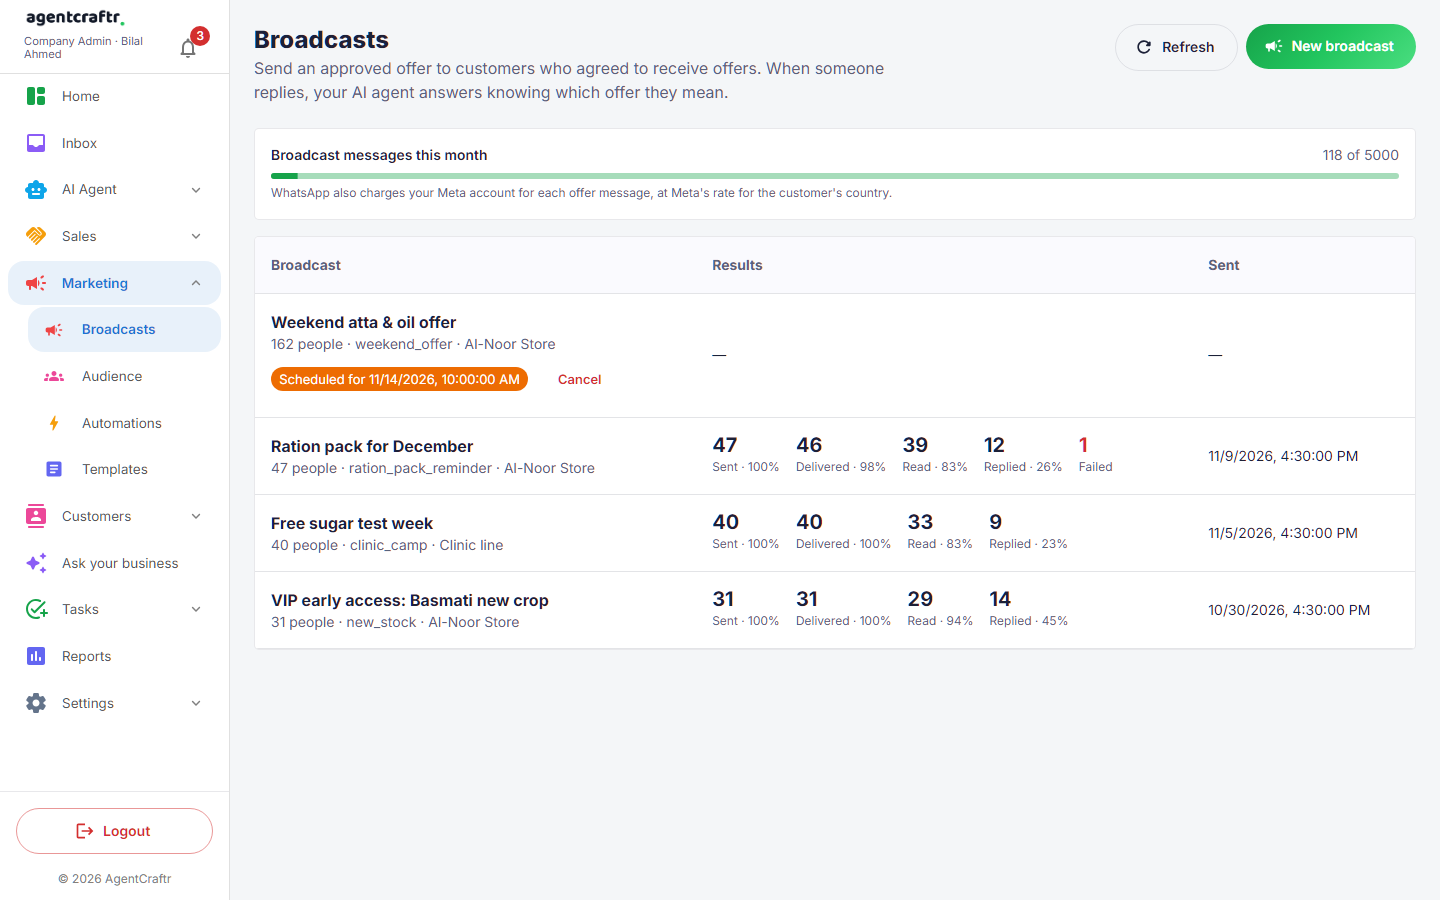 agentcraftr.
Company Admin · Bilal
Ahmed
3
Home
Inbox
AI Agent
Sales
Marketing
Broadcasts
Audience
Automations
Templates
Customers
Ask your business
Tasks
Reports
Settings
Logout
© 2026 AgentCraftr
Broadcasts
Send an approved offer to customers who agreed to receive offers. When someone
replies, your AI agent answers knowing which offer they mean.
Refresh
New broadcast
Broadcast messages this month
118 of 5000
WhatsApp also charges your Meta account for each offer message, at Meta's rate for the customer's country.
Broadcast Results Sent
Weekend atta & oil offer
162 people · weekend_offer · Al-Noor Store
— —
Scheduled for 11/14/2026, 10:00:00 AM Cancel
Ration pack for December
47 people · ration_pack_reminder · Al-Noor Store
47 46 39 12 1
Sent · 100% Delivered · 98% Read · 83% Replied · 26% Failed
11/9/2026, 4:30:00 PM
Free sugar test week
40 people · clinic_camp · Clinic line
40 40 33 9
Sent · 100% Delivered · 100% Read · 83% Replied · 23%
11/5/2026, 4:30:00 PM
VIP early access: Basmati new crop
31 people · new_stock · Al-Noor Store
31 31 29 14
Sent · 100% Delivered · 100% Read · 94% Replied · 45%
10/30/2026, 4:30:00 PM